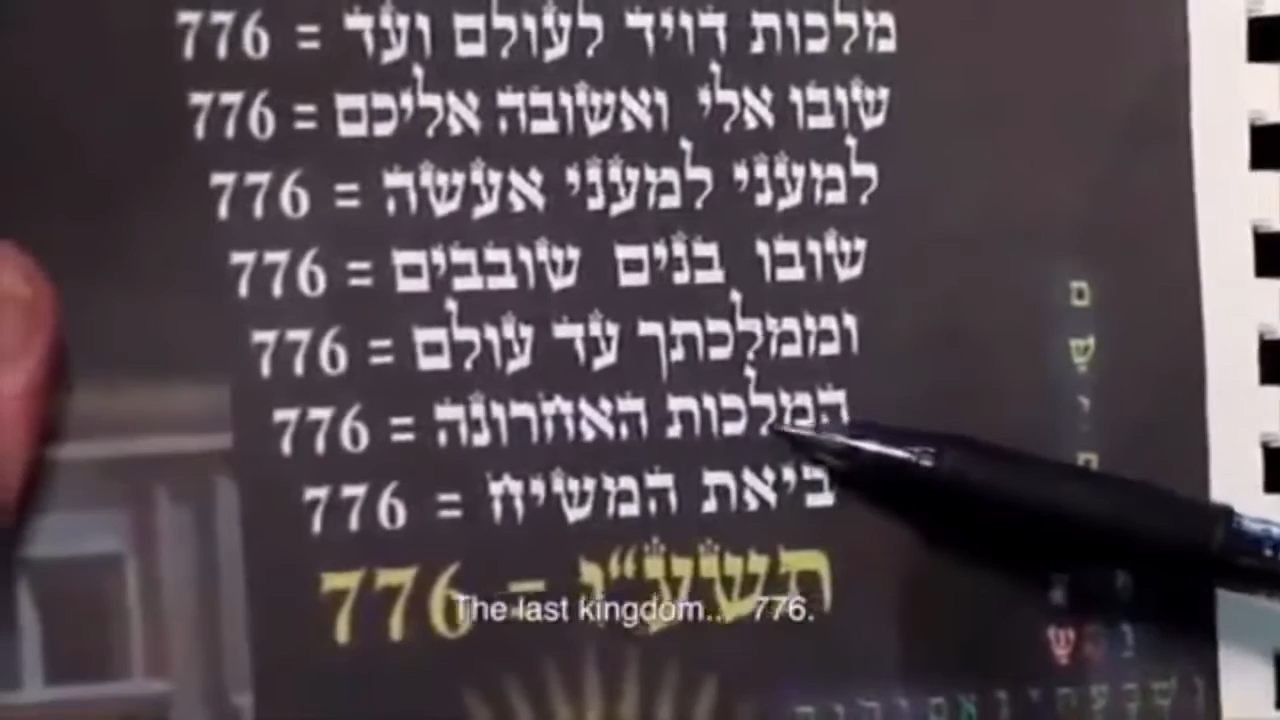 מלכות דויד לעולם ועד = 776
שובו אלי ואשובה אליכם = 776
למעני למעני אעשה = 776
שובו בנים שובבים = 776
וממלכתך עד עולם = 776
המלכות האחרונה = 776
ביאת המשיח = 776
תשע״ו = 776
The last kingdom... 776.
ם
שׁ
י